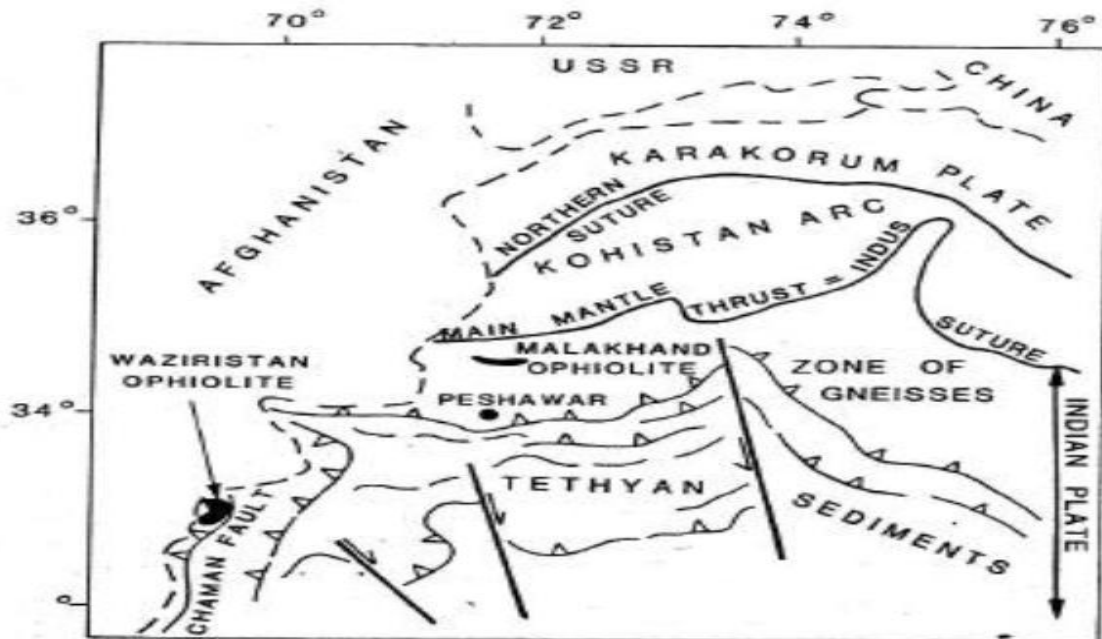 70° 72° 74° 76°
USSR
CHINA
AFGHANISTAN
KARAKORUM PLATE
36°
NORTHERN
SUTURE
KOHISTAN ARC
MAIN MANTLE THRUST = INDUS
SUTURE
WAZIRISTAN
OPHIOLITE
MALAKHAND
OPHIOLITE
ZONE OF
GNEISSES
34°
PESHAWAR
INDIAN PLATE
TETHYAN
SEDIMENTS
CHAMAN FAULT
°